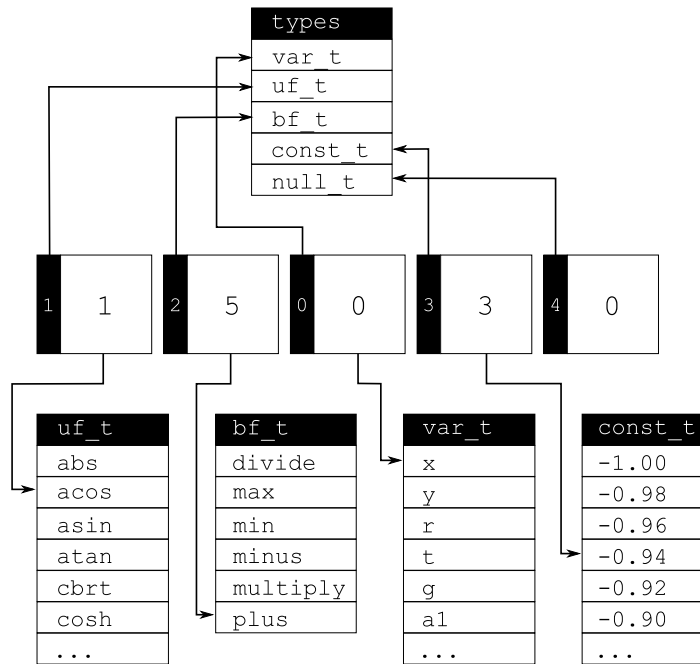 types
var_t
uf_t
bf_t
const_t
null_t
1 1 2 5 0 0 3 3 4 0
uf_t
abs
acos
asin
atan
cbrt
cosh
...
bf_t
divide
max
min
minus
multiply
plus
var_t
x
y
r
t
g
a1
...
const_t
-1.00
-0.98
-0.96
-0.94
-0.92
-0.90
...